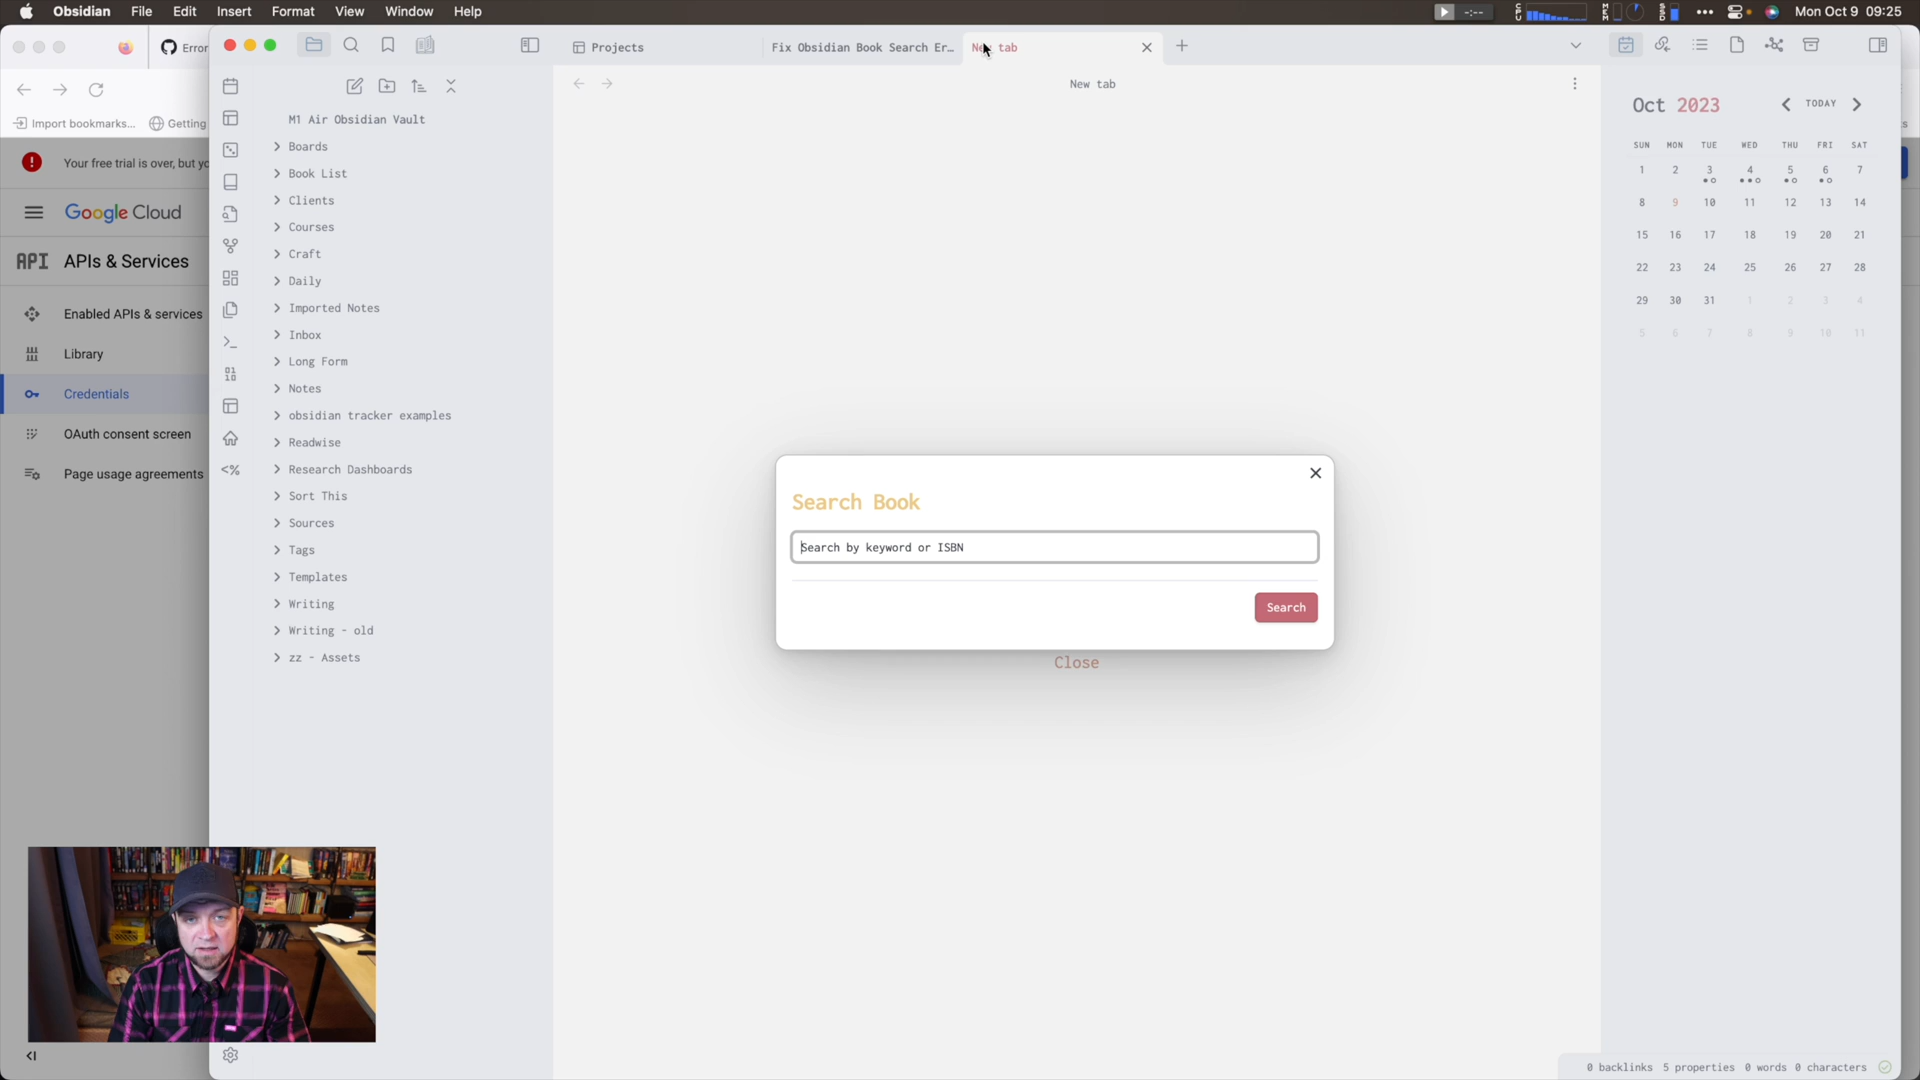 Obsidian File Edit Insert Format View Window Help
-:-- CPU MEM SSD Mon Oct 9 09:25
Error
Projects
Fix Obsidian Book Search Er…
New tab
New tab
Import bookmarks...
Getting
Your free trial is over, but yo
Google Cloud
API APIs & Services
Enabled APIs & services
Library
Credentials
OAuth consent screen
Page usage agreements
M1 Air Obsidian Vault
Boards
Book List
Clients
Courses
Craft
Daily
Imported Notes
Inbox
Long Form
Notes
obsidian tracker examples
Readwise
Research Dashboards
Sort This
Sources
Tags
Templates
Writing
Writing - old
zz - Assets
<%
Search Book
Search by keyword or ISBN
Search
Close
Oct 2023
TODAY
SUN MON TUE WED THU FRI SAT
1 2 3 4 5 6 7
8 9 10 11 12 13 14
15 16 17 18 19 20 21
22 23 24 25 26 27 28
29 30 31 1 2 3 4
5 6 7 8 9 10 11
0 backlinks 5 properties 0 words 0 characters